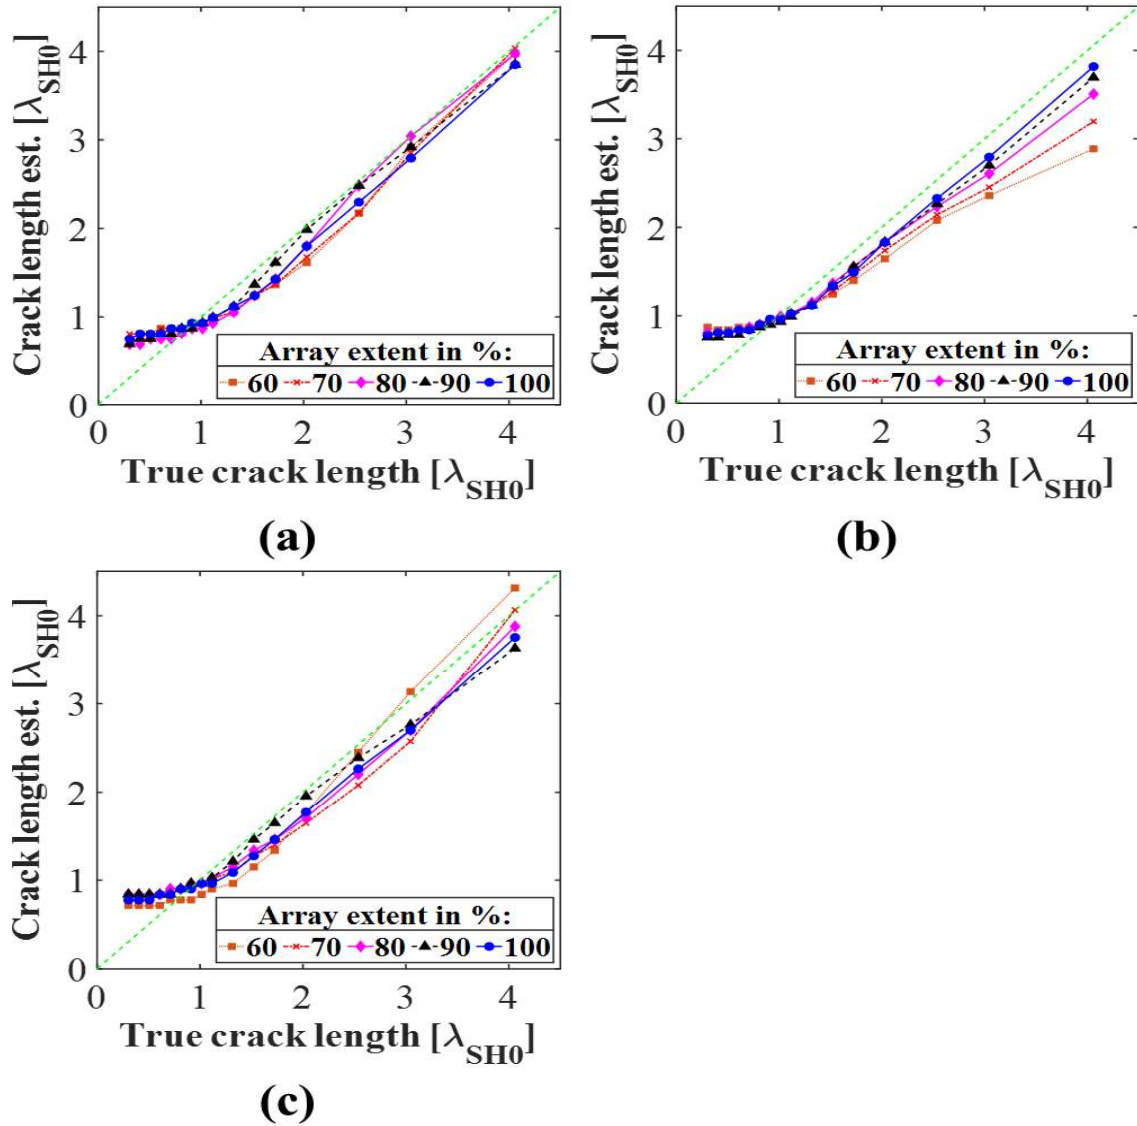 Crack length est. [λSH0]
4
3
2
1
0
Array extent in %:
60 70 80 90 100
0 1 2 3 4
True crack length [λSH0]
(a)
Crack length est. [λSH0]
4
3
2
1
0
Array extent in %:
60 70 80 90 100
0 1 2 3 4
True crack length [λSH0]
(b)
Crack length est. [λSH0]
4
3
2
1
0
Array extent in %:
60 70 80 90 100
0 1 2 3 4
True crack length [λSH0]
(c)